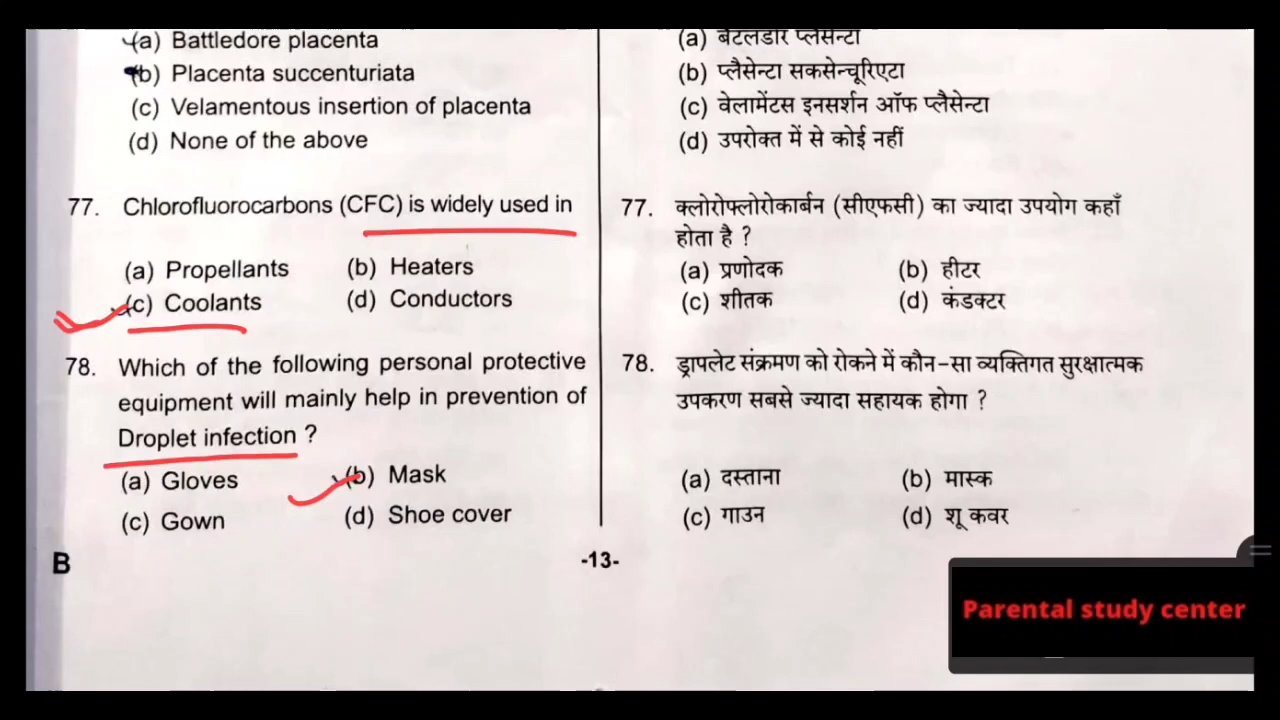 (a) Battledore placenta
(b) Placenta succenturiata
(c) Velamentous insertion of placenta
(d) None of the above
77. Chlorofluorocarbons (CFC) is widely used in
(a) Propellants (b) Heaters
(c) Coolants (d) Conductors
78. Which of the following personal protective
equipment will mainly help in prevention of
Droplet infection ?
(a) Gloves (b) Mask
(c) Gown (d) Shoe cover
(a) बैटलडोर प्लैसेन्टा
(b) प्लैसेन्टा सकसेन्चूरिएटा
(c) वेलामेंटस इनसर्शन ऑफ प्लैसेन्टा
(d) उपरोक्त में से कोई नहीं
77. क्लोरोफ्लोरोकार्बन (सीएफसी) का ज्यादा उपयोग कहाँ
होता है ?
(a) प्रणोदक (b) हीटर
(c) शीतक (d) कंडक्टर
78. ड्रापलेट संक्रमण को रोकने में कौन-सा व्यक्तिगत सुरक्षात्मक
उपकरण सबसे ज्यादा सहायक होगा ?
(a) दस्ताना (b) मास्क
(c) गाउन (d) शू कवर
B
-13-
Parental study center